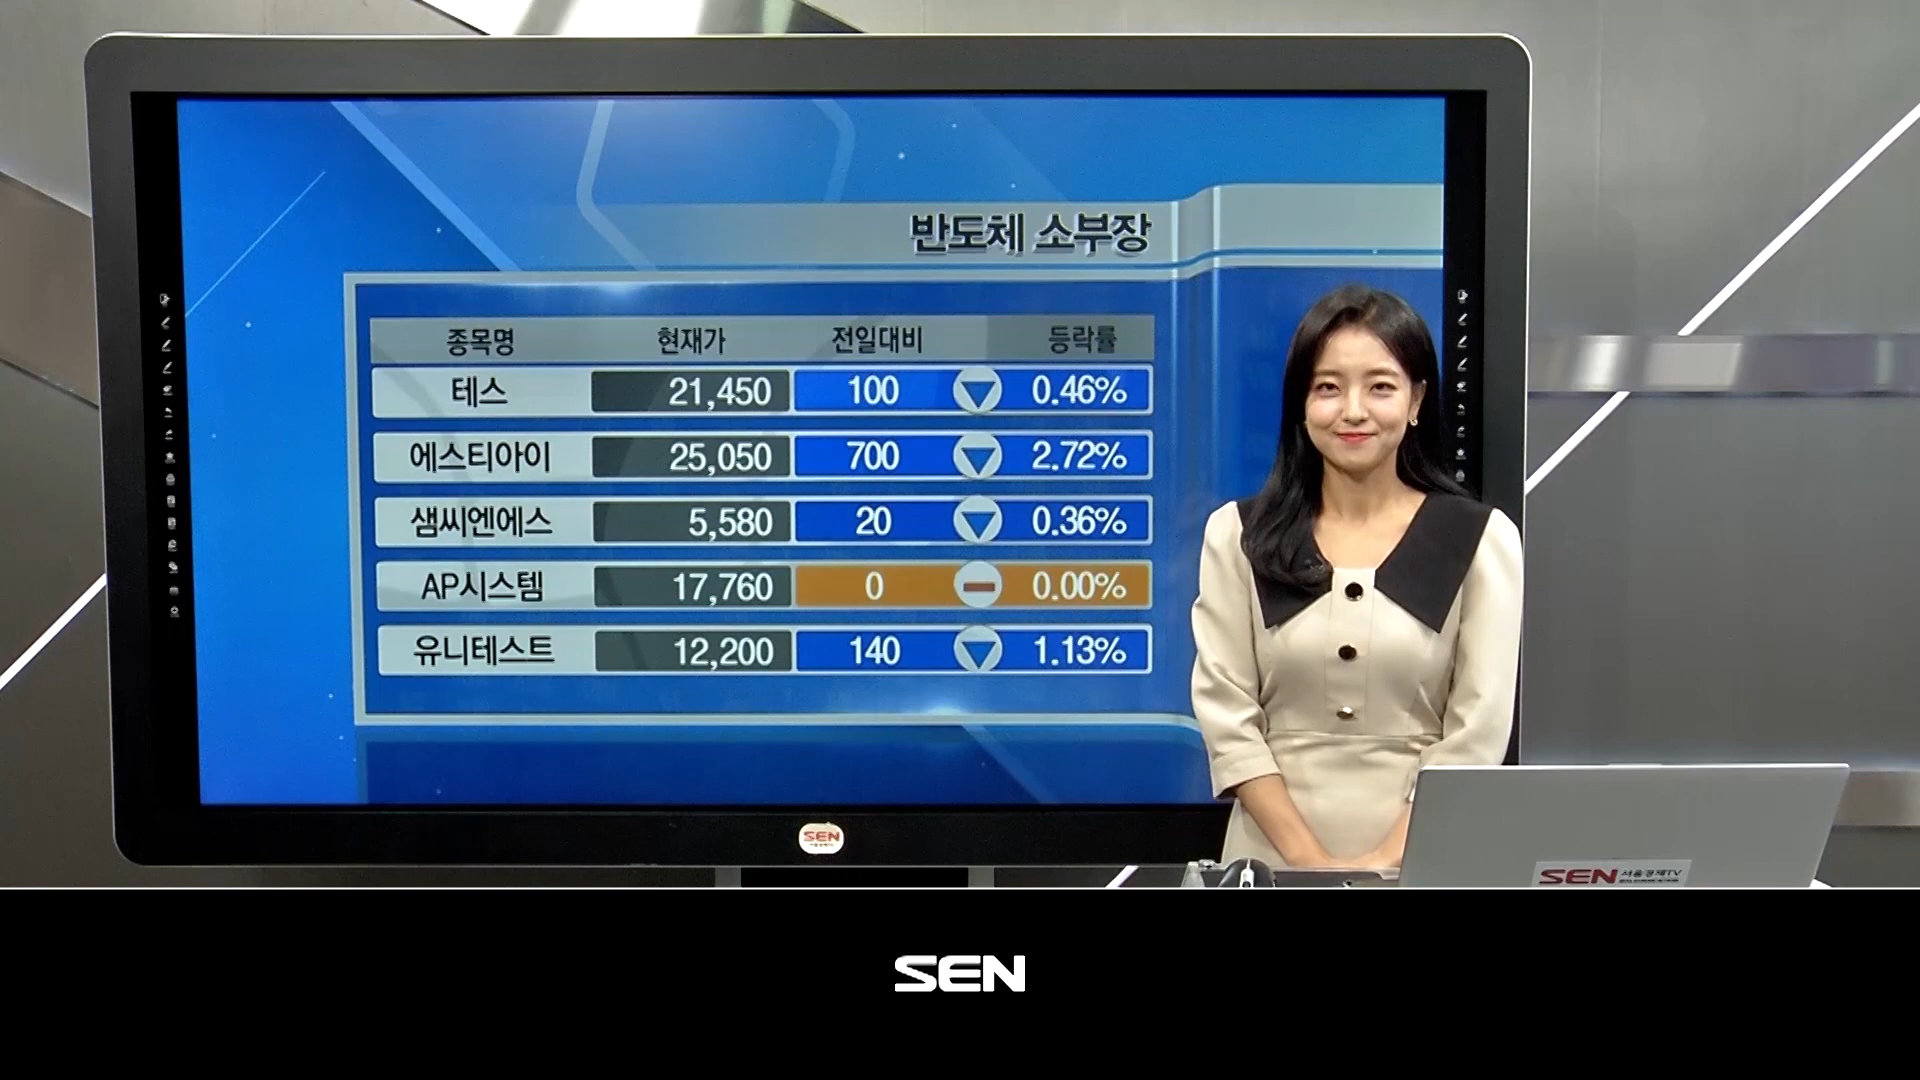 반도체 소부장
종목명 현재가 전일대비 등락률
테스 21,450 100 ▽ 0.46%
에스티아이 25,050 700 ▽ 2.72%
샘씨엔에스 5,580 20 ▽ 0.36%
AP시스템 17,760 0 0.00%
유니테스트 12,200 140 ▽ 1.13%
SEN
SEN 서울경제TV
SEN